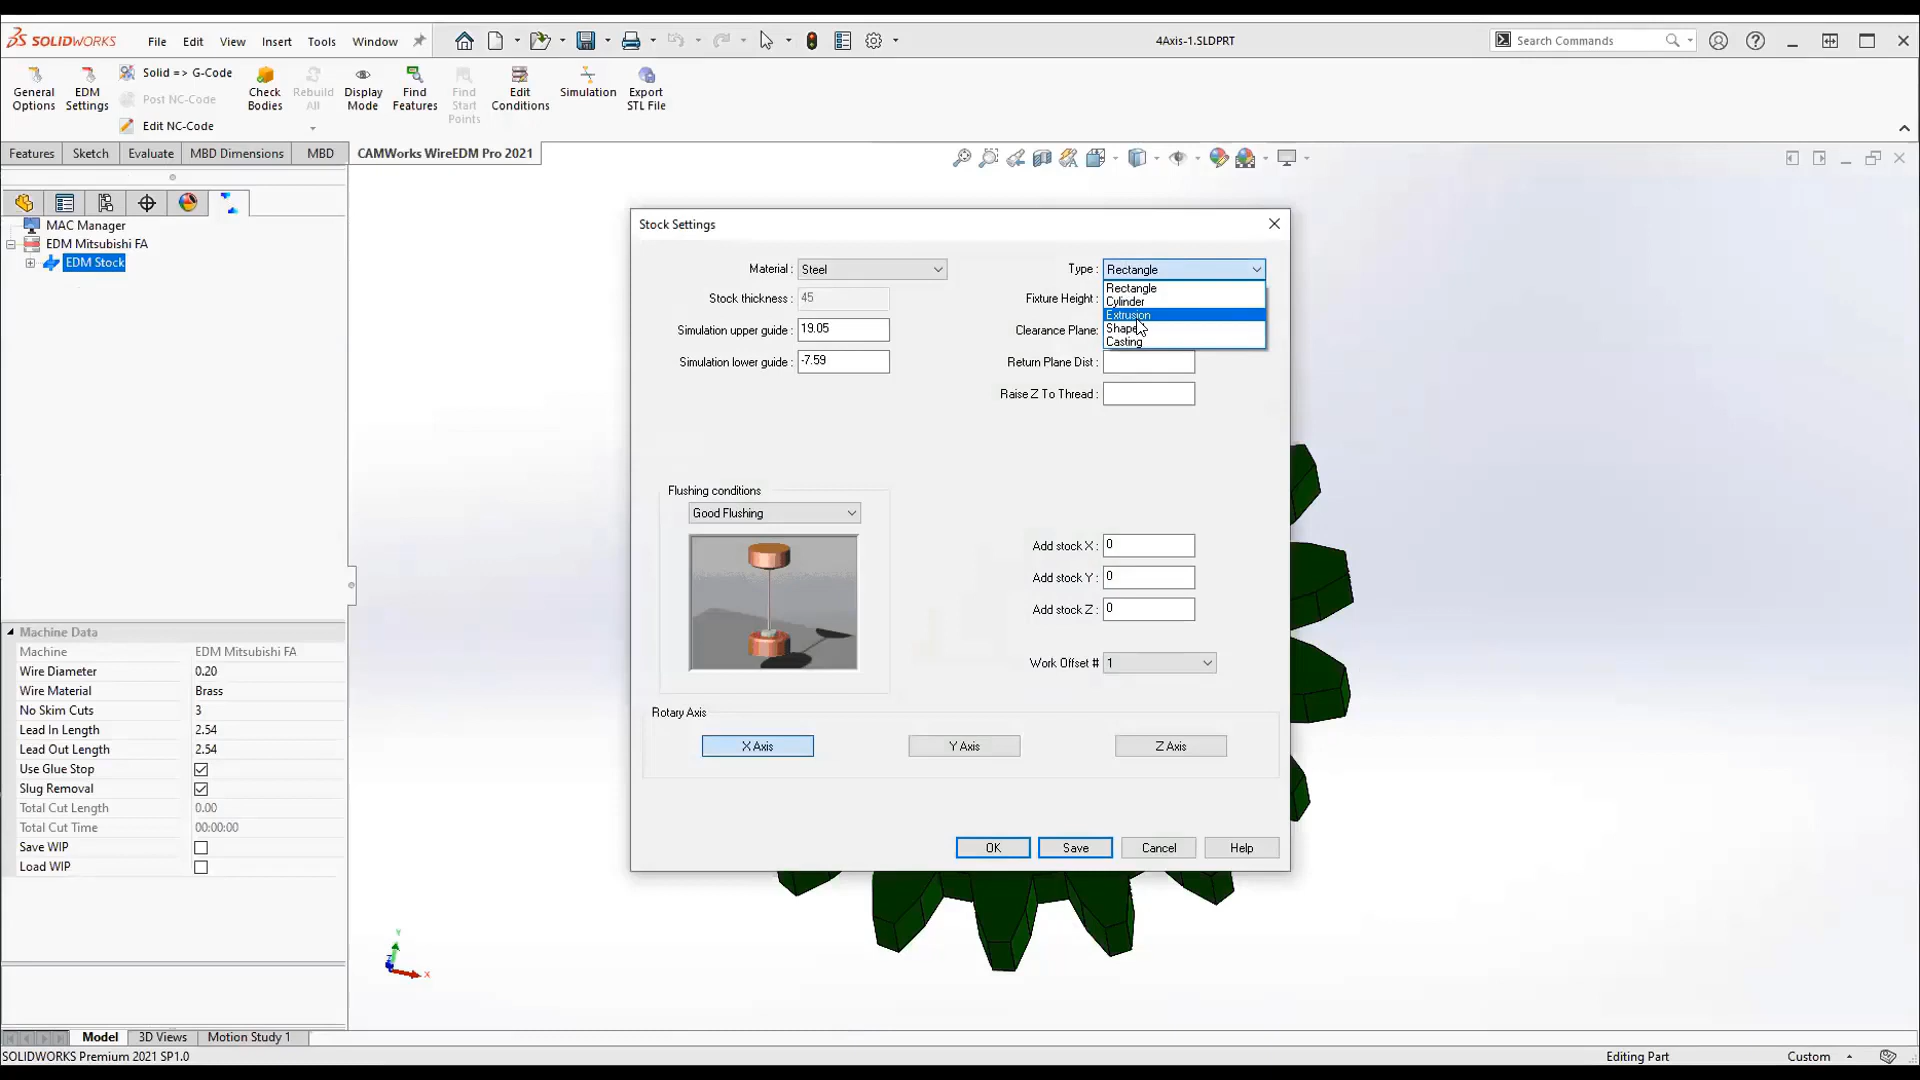 SOLIDWORKS File Edit View Insert Tools Window 4Axis-1.SLDPRT Search Commands
General Options
EDM Settings
Solid => G-Code
Post NC-Code
Edit NC-Code
Check Bodies
Rebuild All
Display Mode
Find Features
Find Start Points
Edit Conditions
Simulation
Export STL File
Features Sketch Evaluate MBD Dimensions MBD CAMWorks WireEDM Pro 2021
MAC Manager
EDM Mitsubishi FA
EDM Stock
Machine Data
Machine EDM Mitsubishi FA
Wire Diameter 0.20
Wire Material Brass
No Skim Cuts 3
Lead In Length 2.54
Lead Out Length 2.54
Use Glue Stop
Slug Removal
Total Cut Length 0.00
Total Cut Time 00:00:00
Save WIP
Load WIP
Stock Settings
Material : Steel
Stock thickness : 45
Simulation upper guide : 19.05
Simulation lower guide : -7.59
Type : Rectangle
Rectangle
Cylinder
Extrusion
Shape
Casting
Fixture Height :
Clearance Plane:
Return Plane Dist :
Raise Z To Thread :
Flushing conditions
Good Flushing
Add stock X : 0
Add stock Y : 0
Add stock Z : 0
Work Offset # 1
Rotary Axis
X Axis Y Axis Z Axis
OK Save Cancel Help
Y
Z
X
Model 3D Views Motion Study 1
SOLIDWORKS Premium 2021 SP1.0 Editing Part Custom